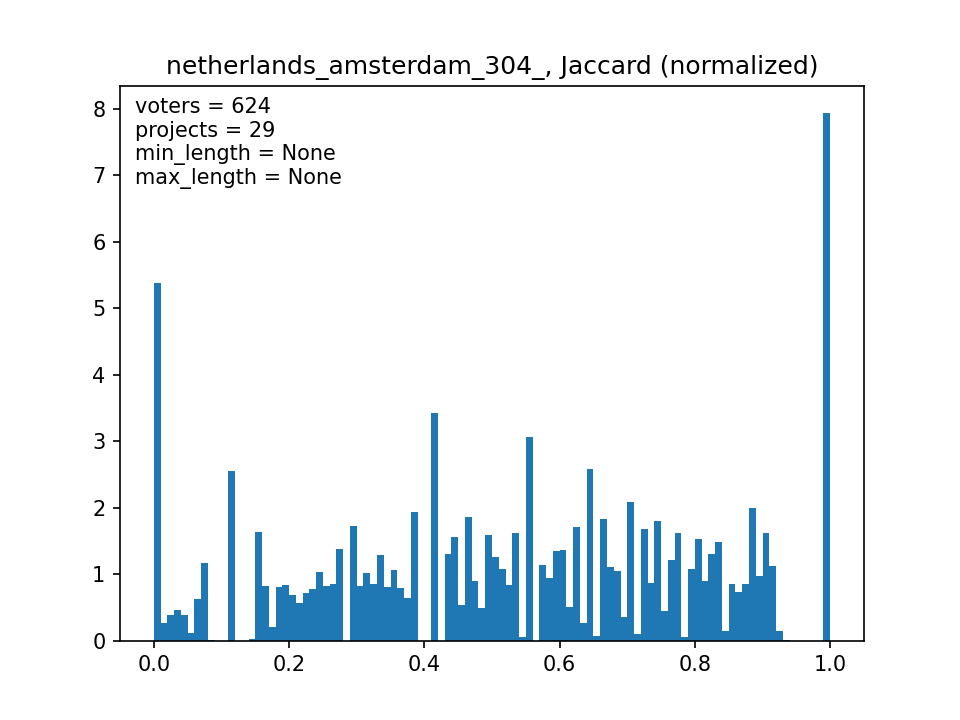 netherlands_amsterdam_304_, Jaccard (normalized)
voters = 624
projects = 29
min_length = None
max_length = None
8
7
6
5
4
3
2
1
0
0.0 0.2 0.4 0.6 0.8 1.0